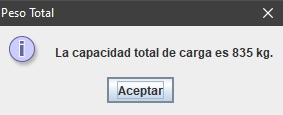 Peso Total
La capacidad total de carga es 835 kg.
Aceptar